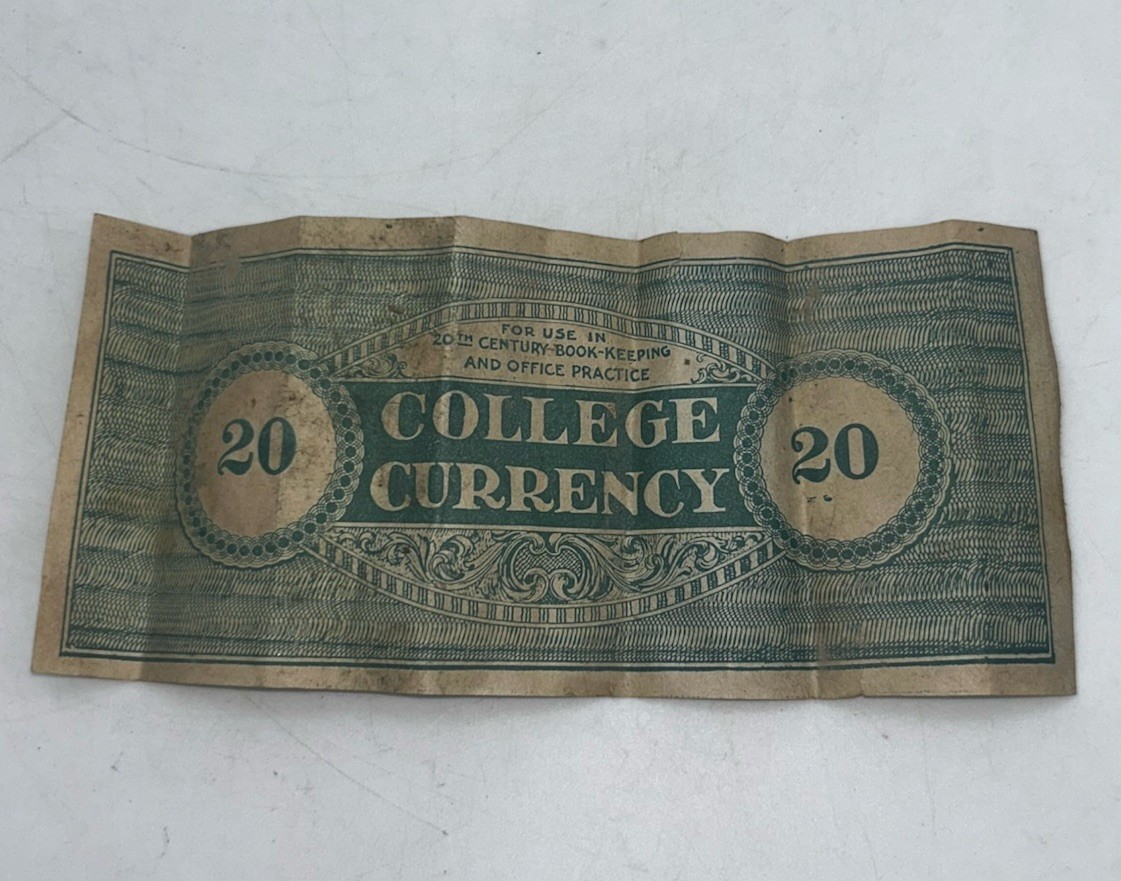 FOR USE IN
20TH CENTURY-BOOK-KEEPING
AND OFFICE PRACTICE
20
COLLEGE
CURRENCY
20